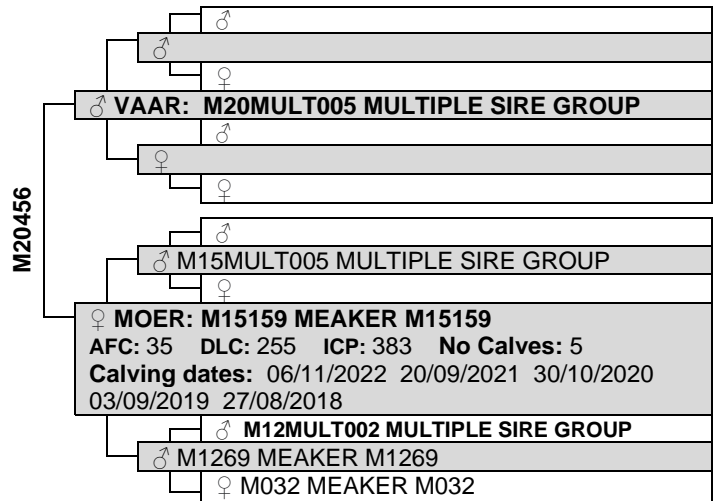 ♂
♂
♀
♂ VAAR: M20MULT005 MULTIPLE SIRE GROUP
♂
♀
♀
M20456
♂
♂ M15MULT005 MULTIPLE SIRE GROUP
♀
♀ MOER: M15159 MEAKER M15159
AFC: 35 DLC: 255 ICP: 383 No Calves: 5
Calving dates: 06/11/2022 20/09/2021 30/10/2020
03/09/2019 27/08/2018
♂ M12MULT002 MULTIPLE SIRE GROUP
♂ M1269 MEAKER M1269
♀ M032 MEAKER M032